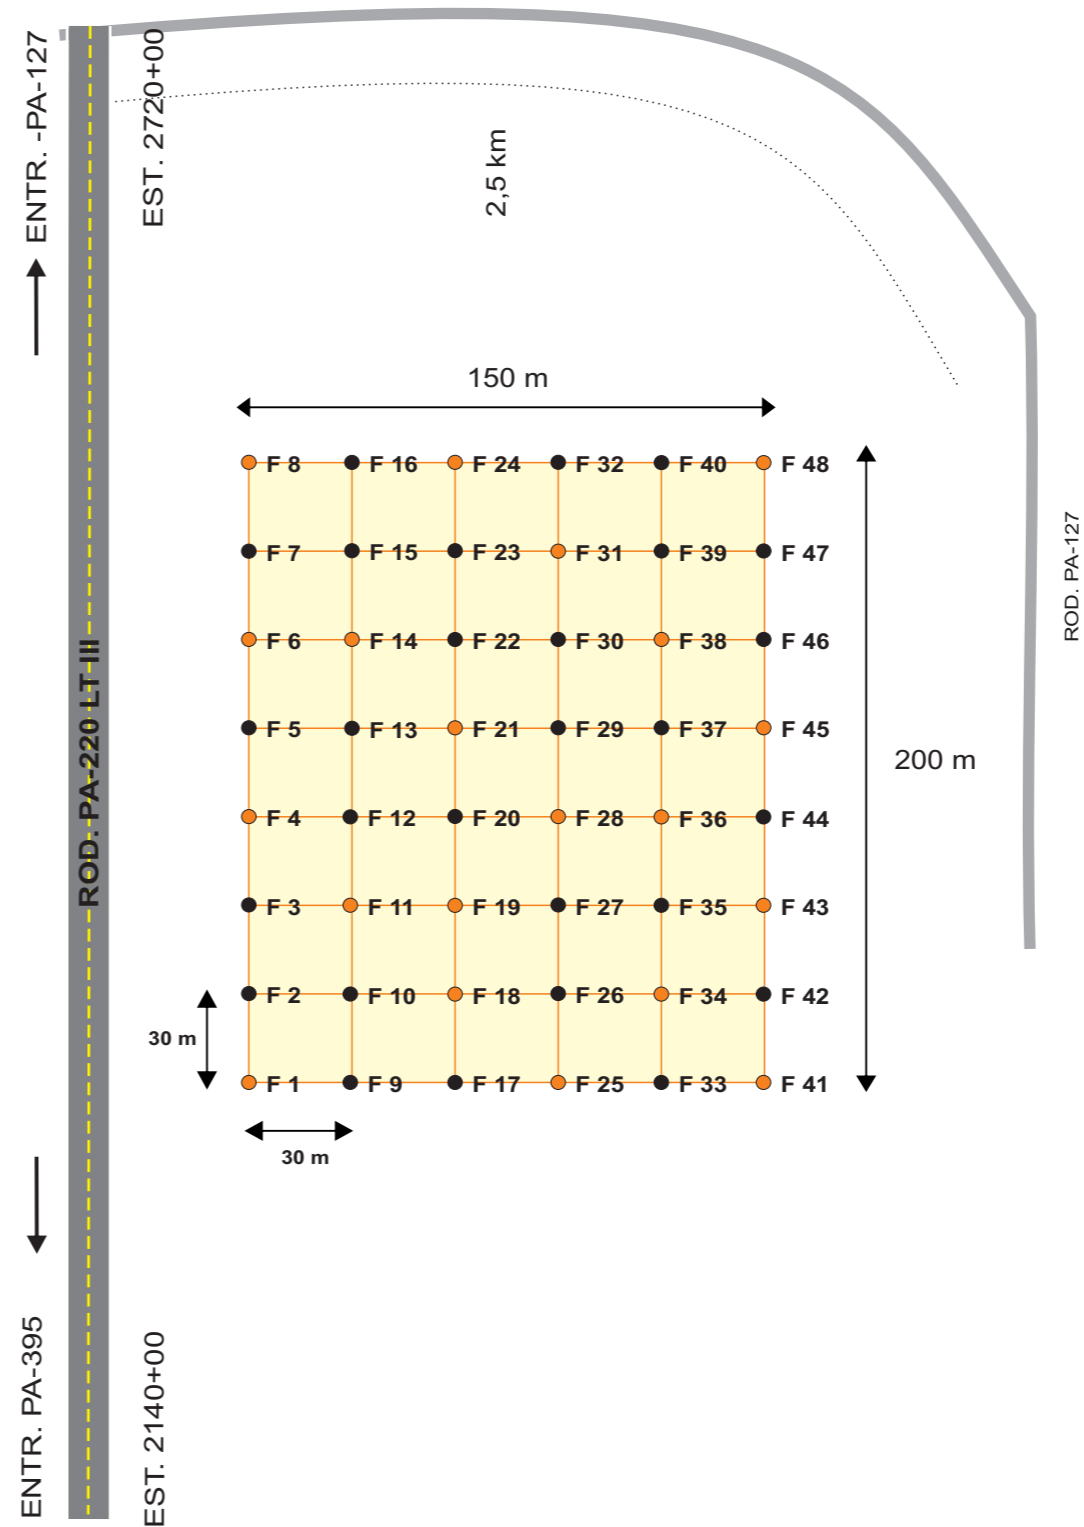 ENTR. -PA-127
EST. 2720+00
2,5 km
150 m
F 8 F 16 F 24 F 32 F 40 F 48
F 7 F 15 F 23 F 31 F 39 F 47
F 6 F 14 F 22 F 30 F 38 F 46
F 5 F 13 F 21 F 29 F 37 F 45
F 4 F 12 F 20 F 28 F 36 F 44
F 3 F 11 F 19 F 27 F 35 F 43
F 2 F 10 F 18 F 26 F 34 F 42
F 1 F 9 F 17 F 25 F 33 F 41
200 m
ROD. PA-127
ROD. PA-220 LT III
30 m
30 m
ENTR. PA-395
EST. 2140+00